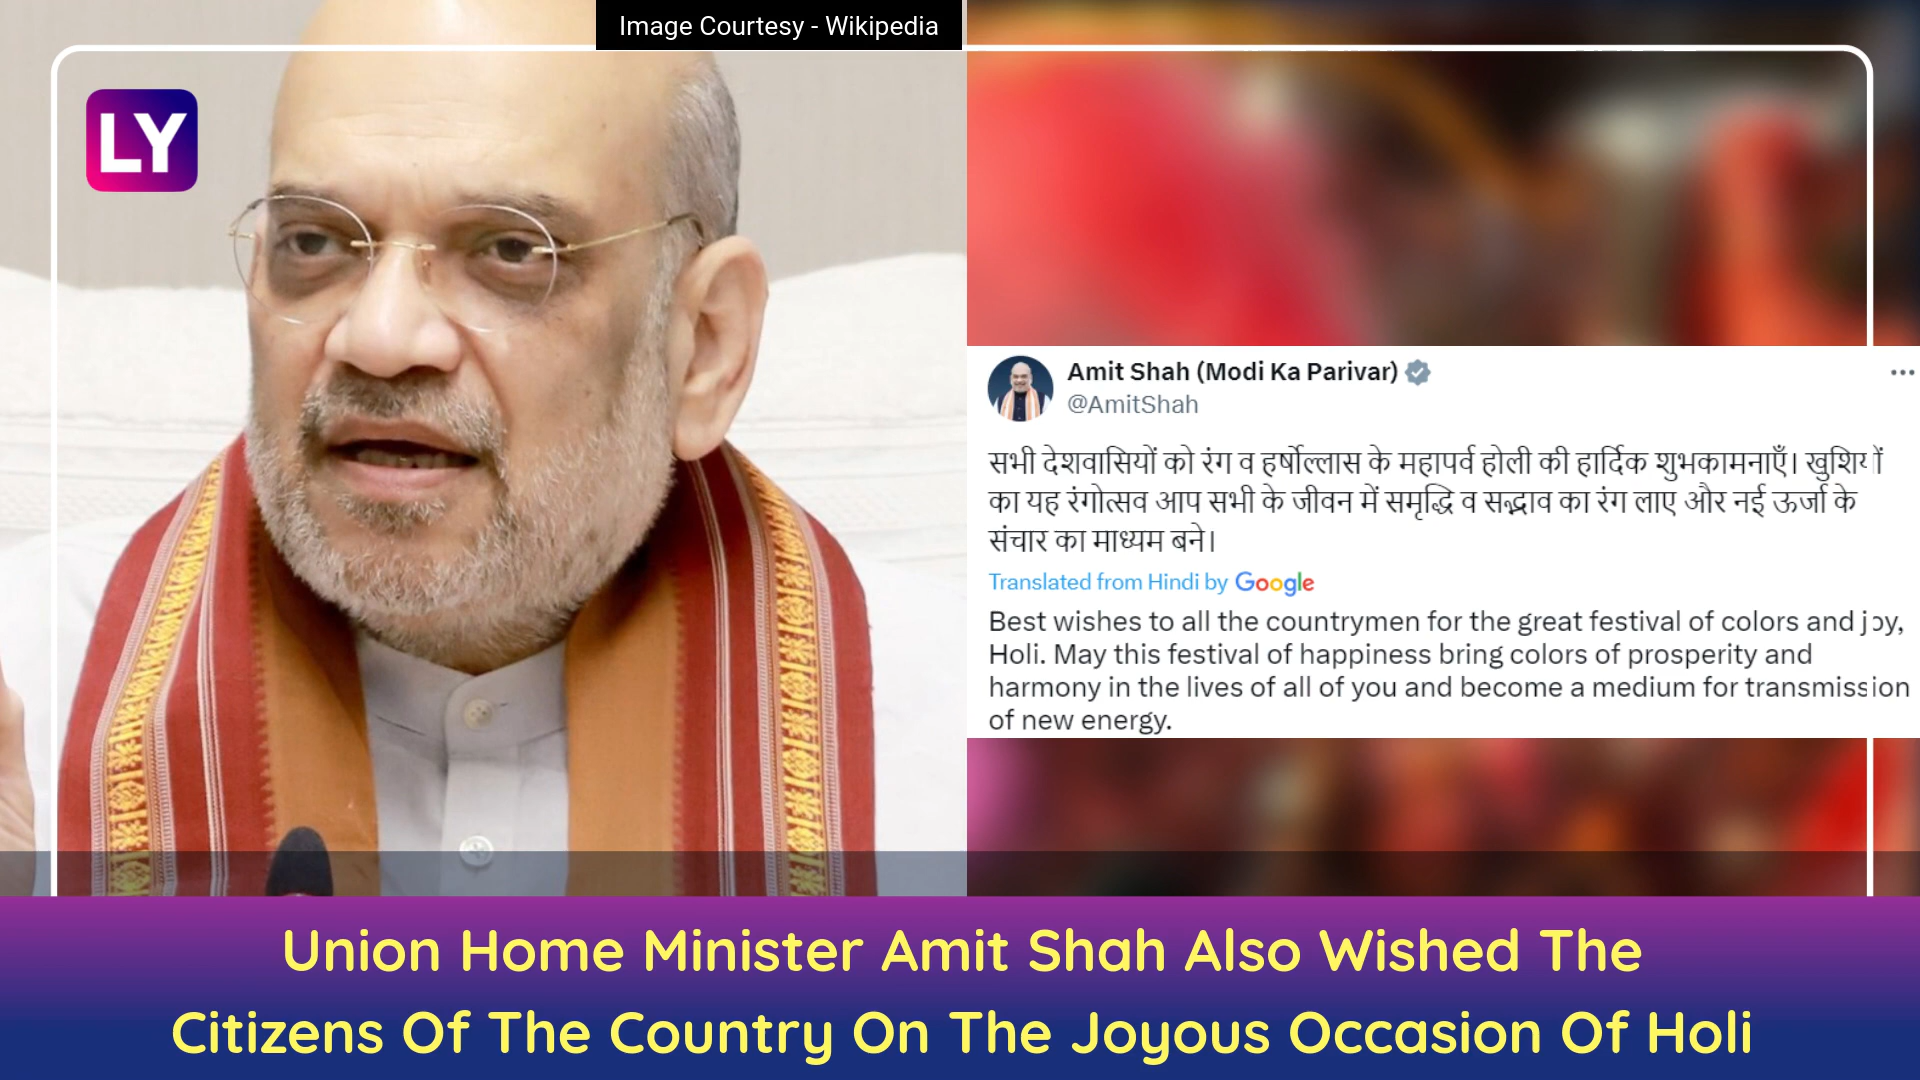 Image Courtesy - Wikipedia
LY
Amit Shah (Modi Ka Parivar)
@AmitShah
सभी देशवासियों को रंग व हर्षोल्लास के महापर्व होली की हार्दिक शुभकामनाएँ। खुशियों
का यह रंगोत्सव आप सभी के जीवन में समृद्धि व सद्भाव का रंग लाए और नई ऊर्जा के
संचार का माध्यम बने।
Translated from Hindi by Google
Best wishes to all the countrymen for the great festival of colors and joy,
Holi. May this festival of happiness bring colors of prosperity and
harmony in the lives of all of you and become a medium for transmission
of new energy.
Union Home Minister Amit Shah Also Wished The
Citizens Of The Country On The Joyous Occasion Of Holi